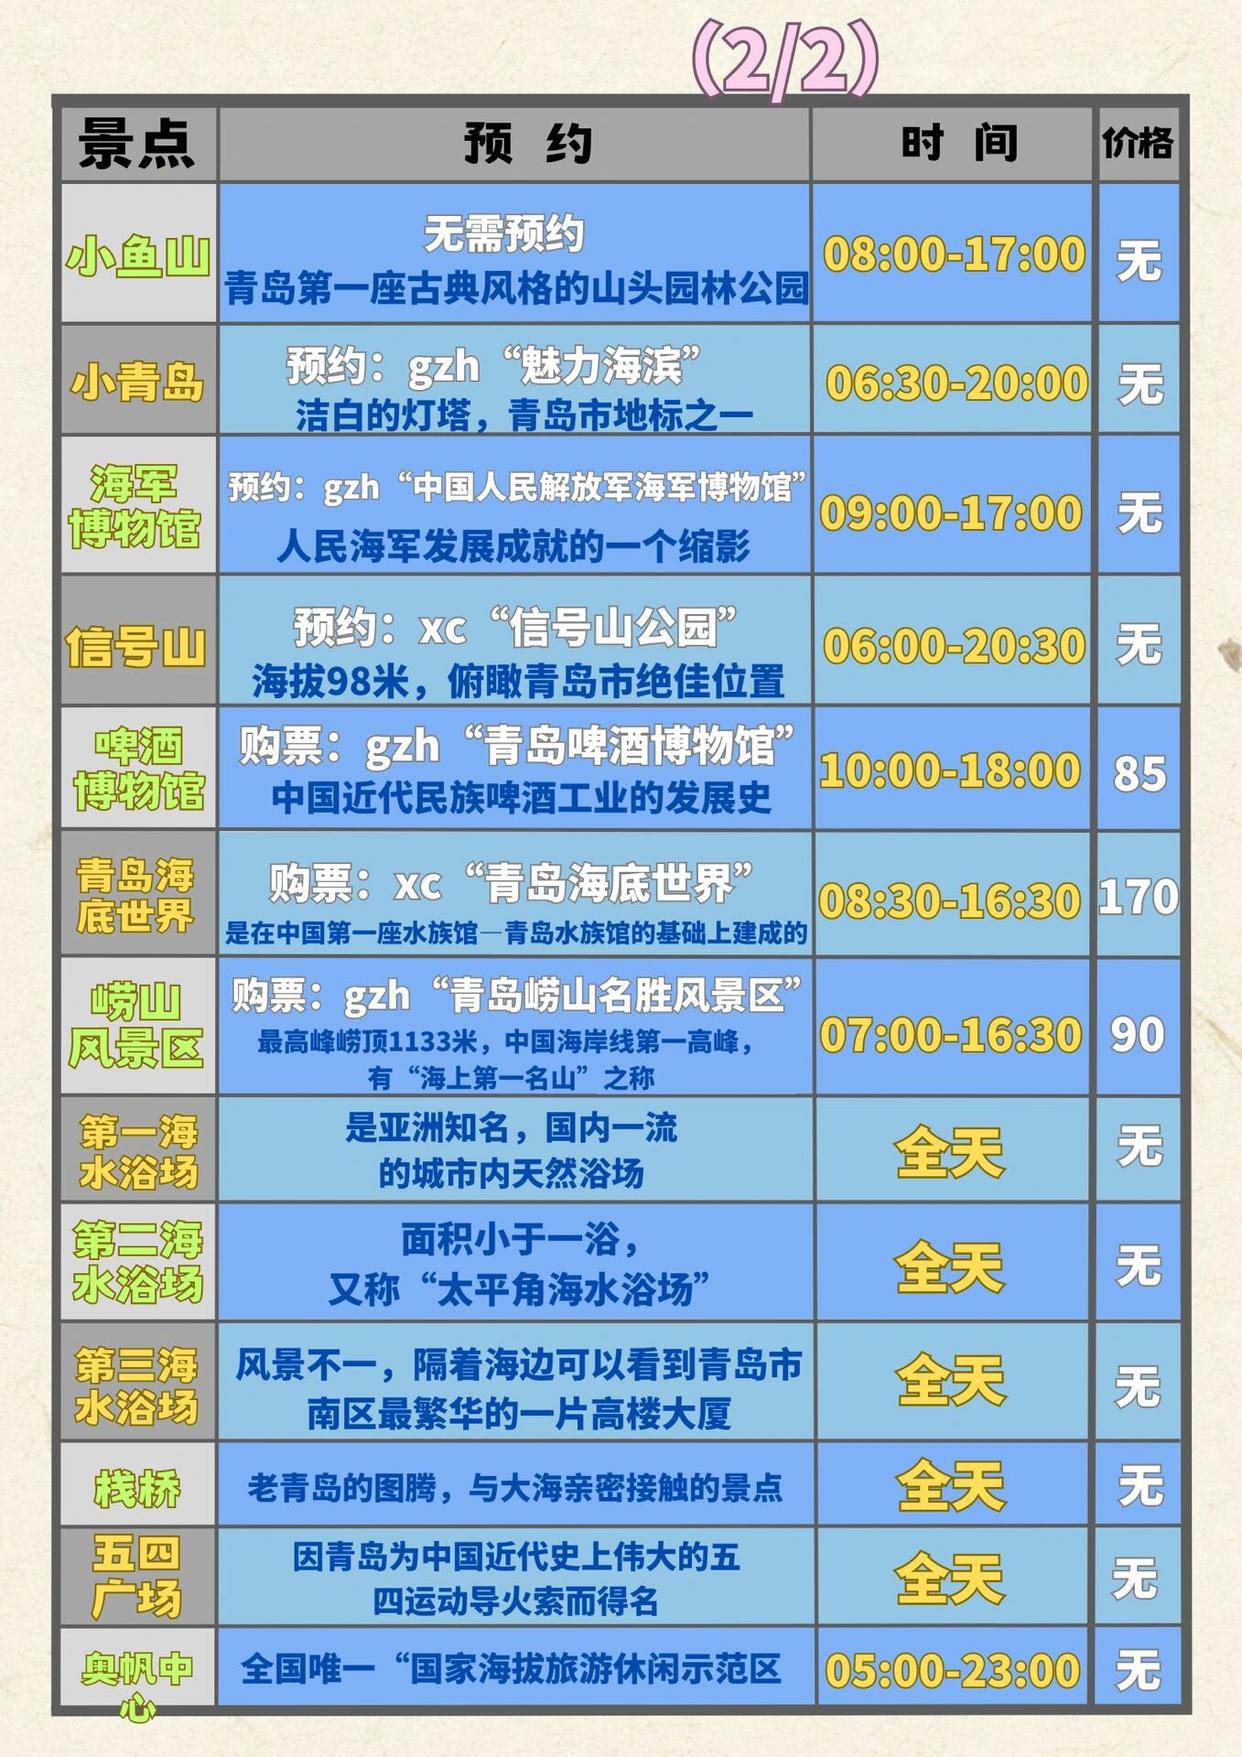 （2/2）
景点 预 约 时 间 价格
小鱼山
无需预约
青岛第一座古典风格的山头园林公园
08:00-17:00
无
小青岛
预约：gzh“魅力海滨”
洁白的灯塔，青岛市地标之一
06:30-20:00
无
海军
博物馆
预约：gzh“中国人民解放军海军博物馆”
人民海军发展成就的一个缩影
09:00-17:00
无
信号山
预约：xc“信号山公园”
海拔98米，俯瞰青岛市绝佳位置
06:00-20:30
无
啤酒
博物馆
购票：gzh“青岛啤酒博物馆”
中国近代民族啤酒工业的发展史
10:00-18:00
85
青岛海
底世界
购票：xc“青岛海底世界”
是在中国第一座水族馆—青岛水族馆的基础上建成的
08:30-16:30
170
崂山
风景区
购票：gzh“青岛崂山名胜风景区”
最高峰崂顶1133米，中国海岸线第一高峰，
有“海上第一名山”之称
07:00-16:30
90
第一海
水浴场
是亚洲知名，国内一流
的城市内天然浴场
全天
无
第二海
水浴场
面积小于一浴，
又称“太平角海水浴场”
全天
无
第三海
水浴场
风景不一，隔着海边可以看到青岛市
南区最繁华的一片高楼大厦
全天
无
栈桥
老青岛的图腾，与大海亲密接触的景点
全天
无
五四
广场
因青岛为中国近代史上伟大的五
四运动导火索而得名
全天
无
奥帆中
心
全国唯一“国家海拔旅游休闲示范区
05:00-23:00
无